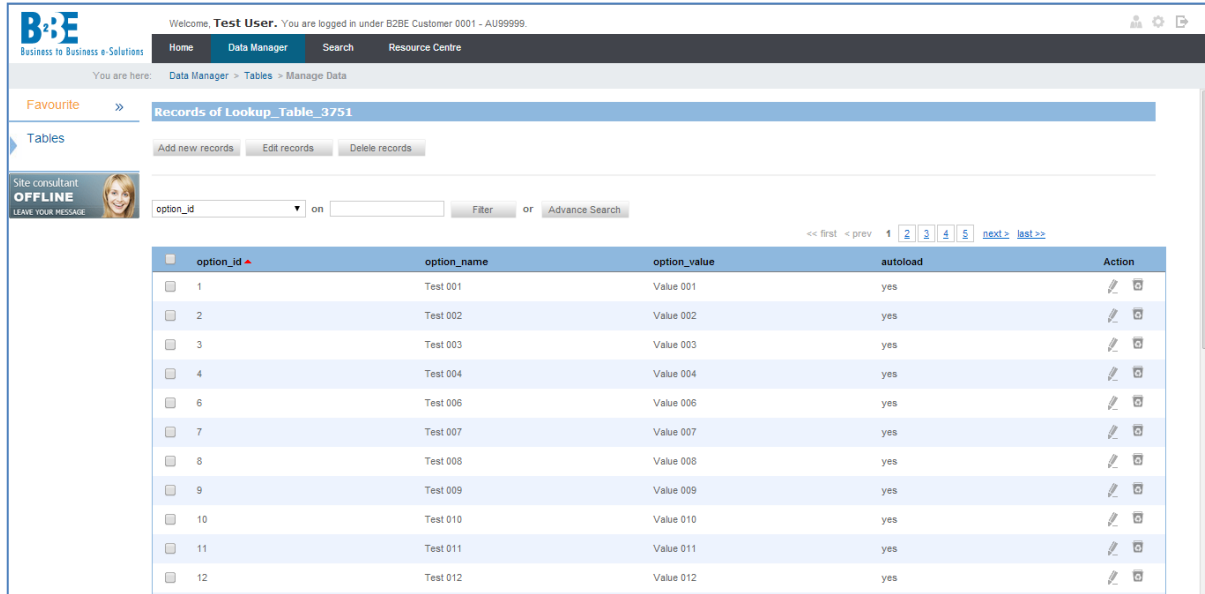 B2BE
Business to Business e-Solutions
Welcome, Test User. You are logged in under B2BE Customer 0001 - AU99999.
Home Data Manager Search Resource Centre
You are here: Data Manager > Tables > Manage Data
Favourite »
Tables
Site consultant
OFFLINE
LEAVE YOUR MESSAGE
Records of Lookup_Table_3751
Add new records Edit records Delele records
option_id on Filter or Advance Search
<< first < prev 1 2 3 4 5 next > last >>
option_id option_name option_value autoload Action
1 Test 001 Value 001 yes
2 Test 002 Value 002 yes
3 Test 003 Value 003 yes
4 Test 004 Value 004 yes
6 Test 006 Value 006 yes
7 Test 007 Value 007 yes
8 Test 008 Value 008 yes
9 Test 009 Value 009 yes
10 Test 010 Value 010 yes
11 Test 011 Value 011 yes
12 Test 012 Value 012 yes